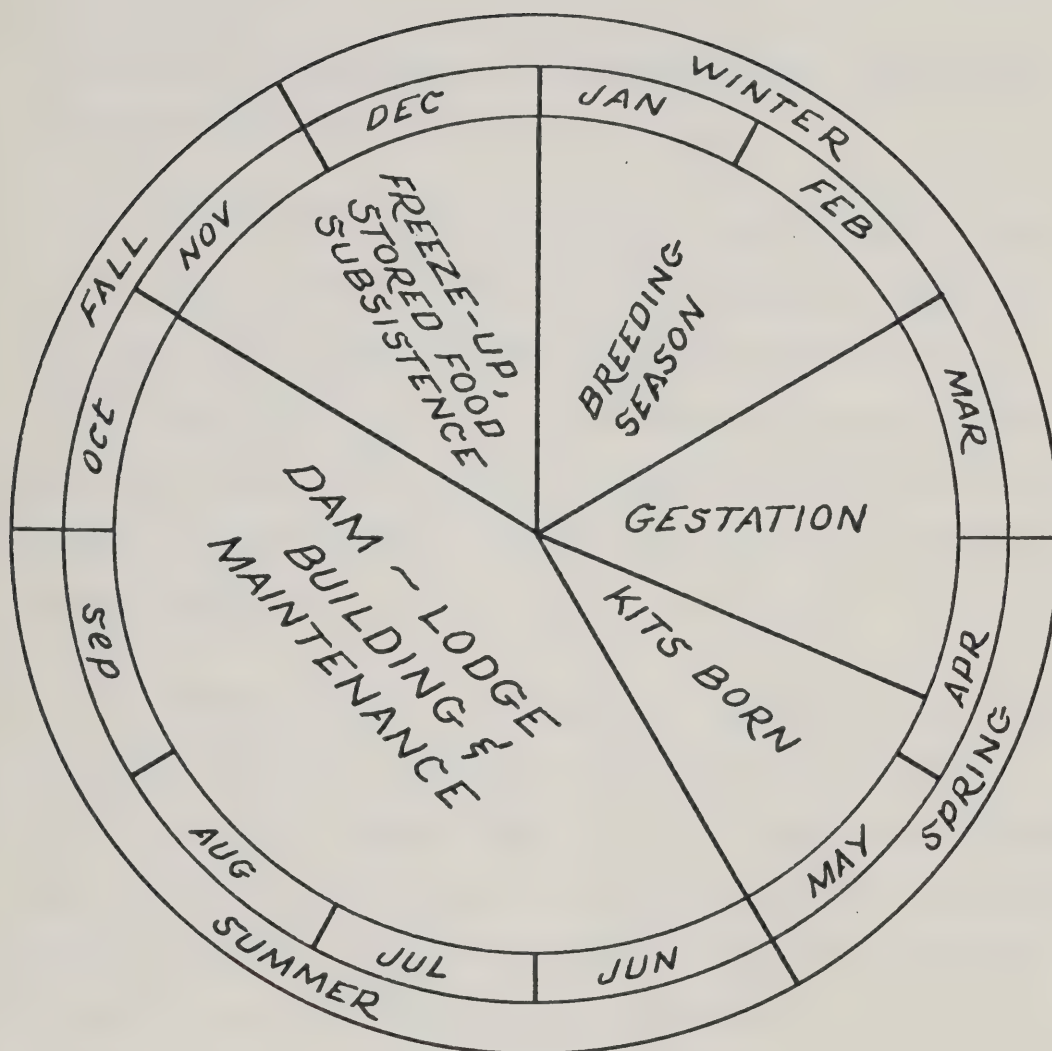 WINTER
SPRING
SUMMER
FALL
JAN
FEB
MAR
APR
MAY
JUN
JUL
AUG
sep
oct
NOV
DEC
BREEDING
SEASON
GESTATION
KITS BORN
DAM ~ LODGE
BUILDING &
MAINTENANCE
FREEZE-UP,
STORED FOOD
SUBSISTENCE